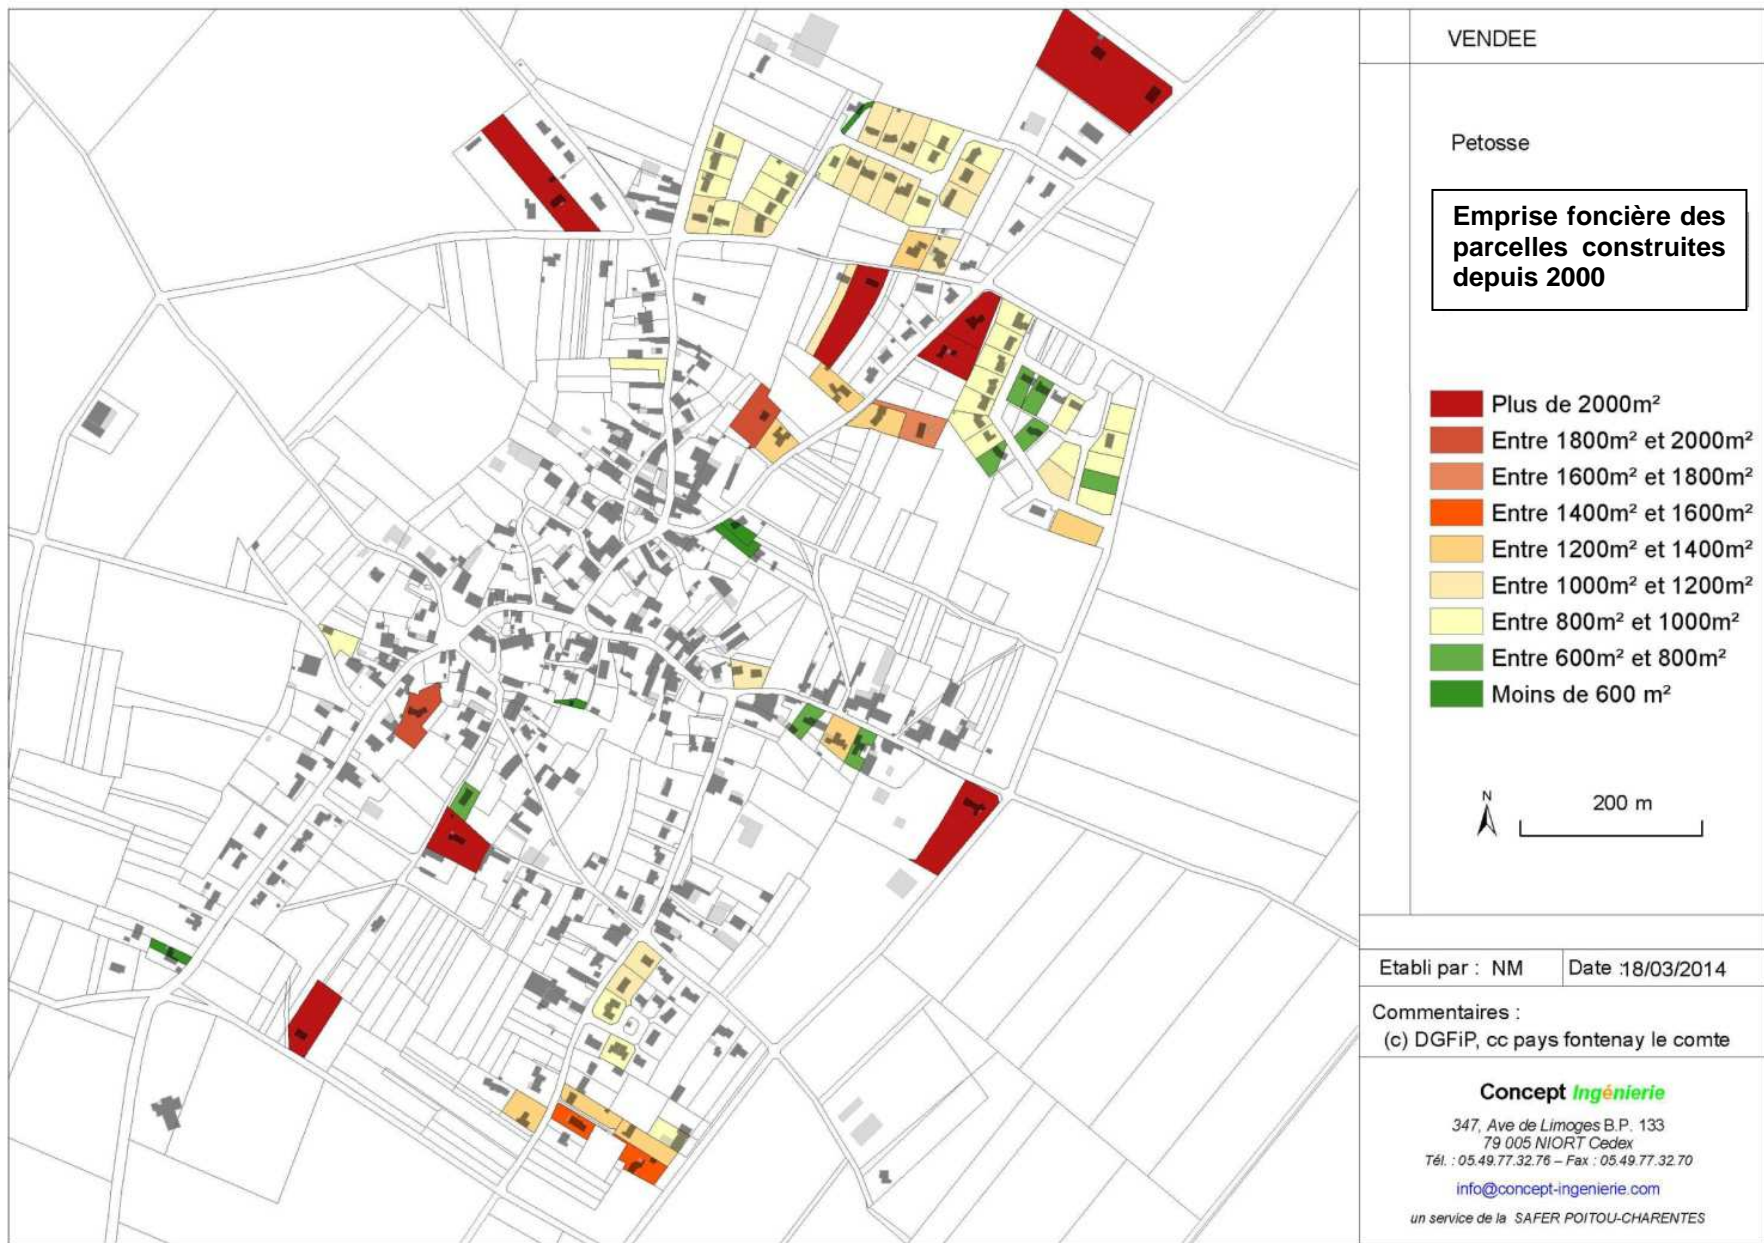 VENDEE
Petosse
Emprise foncière des
parcelles construites
depuis 2000
Plus de 2000m²
Entre 1800m² et 2000m²
Entre 1600m² et 1800m²
Entre 1400m² et 1600m²
Entre 1200m² et 1400m²
Entre 1000m² et 1200m²
Entre 800m² et 1000m²
Entre 600m² et 800m²
Moins de 600 m²
N
200 m
Etabli par : NM
Date :18/03/2014
Commentaires :
(c) DGFiP, cc pays fontenay le comte
Concept Ingénierie
347, Ave de Limoges B.P. 133
79 005 NIORT Cedex
Tél. : 05.49.77.32.76 – Fax : 05.49.77.32.70
info@concept-ingenierie.com
un service de la SAFER POITOU-CHARENTES